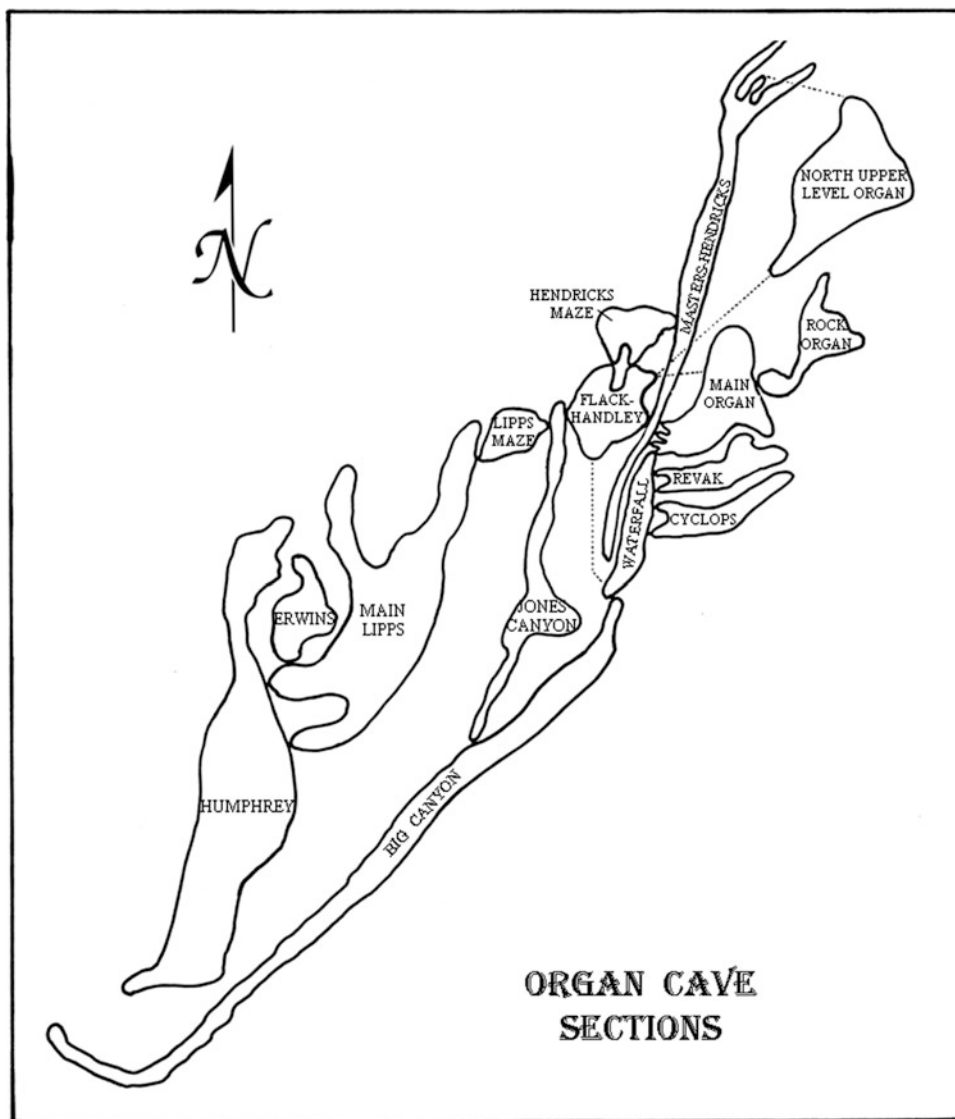 N
NORTH UPPER
LEVEL ORGAN
MASTERS-HENDRICKS
HENDRICKS
MAZE
ROCK
ORGAN
MAIN
ORGAN
FLACK-
HANDLEY
LIPPS
MAZE
REVAK
WATERFALL
CYCLOPS
ERWINS
MAIN
LIPPS
JONES
CANYON
HUMPHREY
BIG CANYON
ORGAN CAVE
SECTIONS